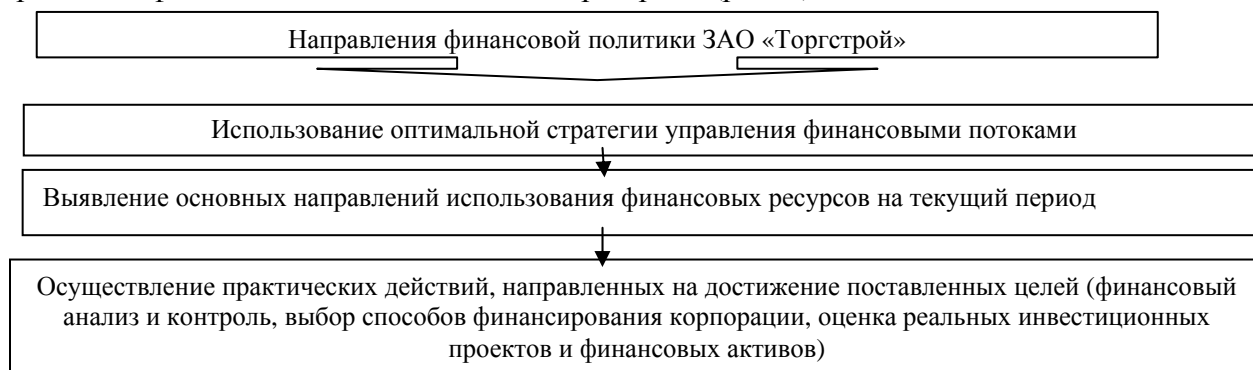 Направления финансовой политики ЗАО «Торгстрой»
Использование оптимальной стратегии управления финансовыми потоками
Выявление основных направлений использования финансовых ресурсов на текущий период
Осуществление практических действий, направленных на достижение поставленных целей (финансовый
анализ и контроль, выбор способов финансирования корпорации, оценка реальных инвестиционных
проектов и финансовых активов)